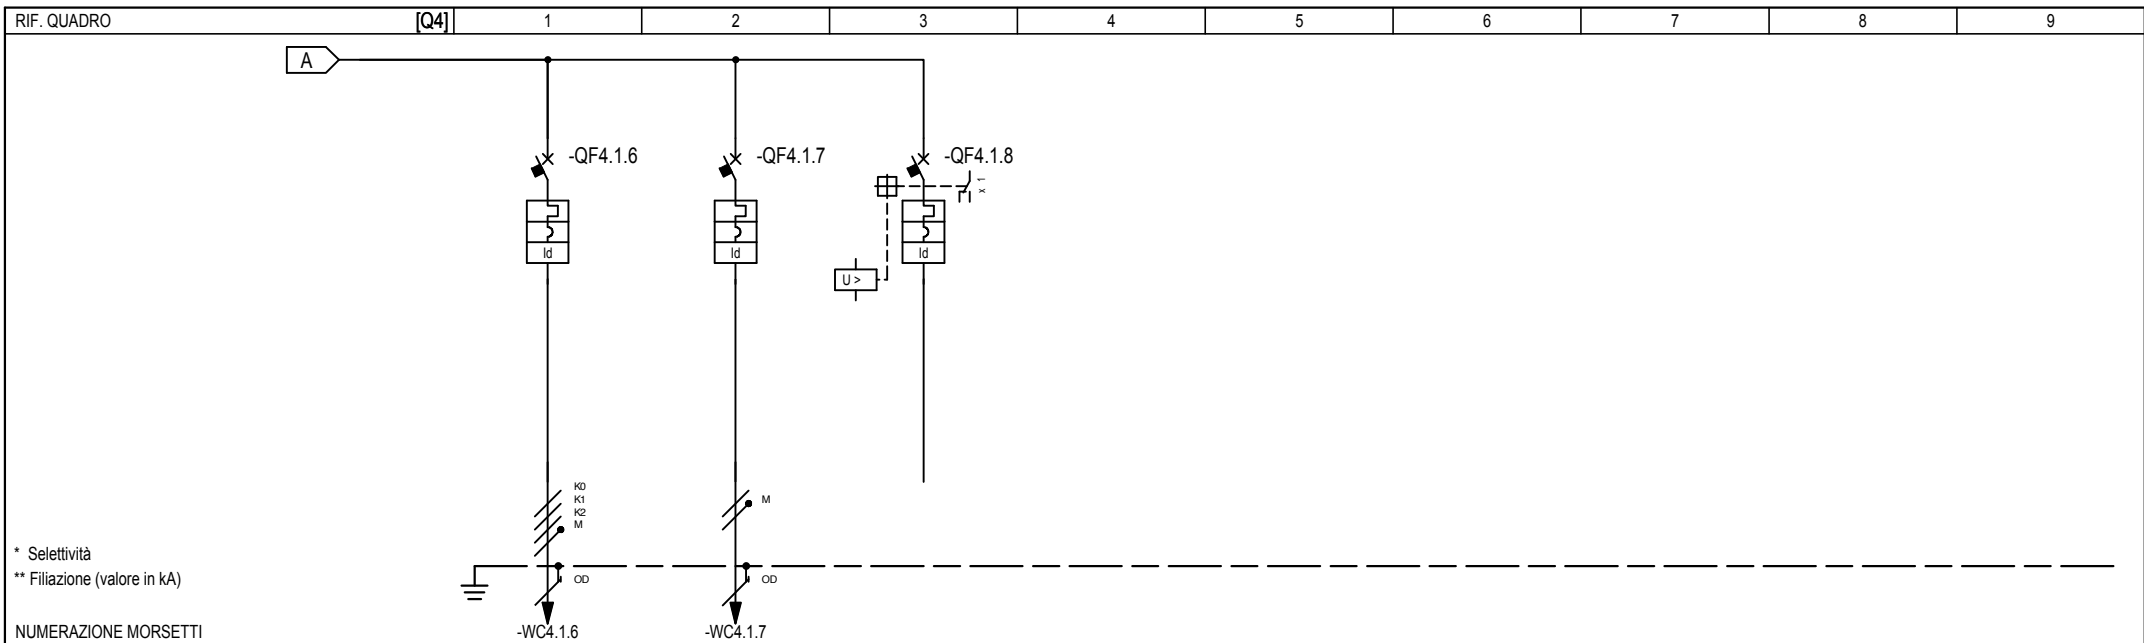 RIF. QUADRO [Q4] 1 2 3 4 5 6 7 8 9
A
-QF4.1.6 -QF4.1.7 -QF4.1.8
x 1
Id Id Id
U >
K0
K1
K2
M
M
* Selettività
** Filiazione (valore in kA)
OD OD
NUMERAZIONE MORSETTI -WC4.1.6 -WC4.1.7